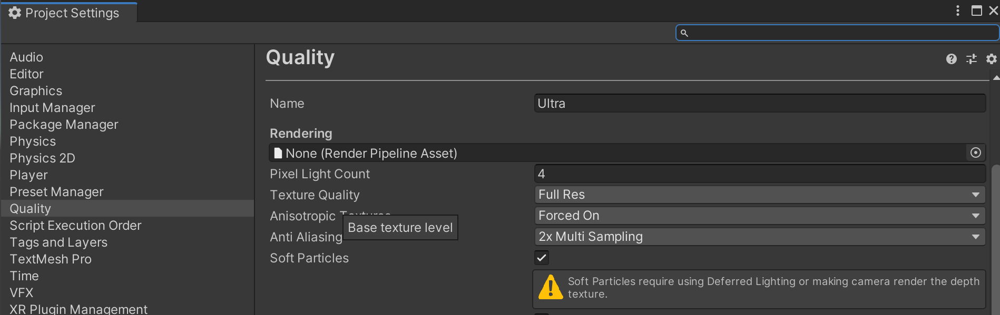 Project Settings
Audio
Editor
Graphics
Input Manager
Package Manager
Physics
Physics 2D
Player
Preset Manager
Quality
Script Execution Order
Tags and Layers
TextMesh Pro
Time
VFX
XR Plugin Management
Quality
Name Ultra
Rendering
None (Render Pipeline Asset)
Pixel Light Count 4
Texture Quality Full Res
Anisotropic Textures Forced On
Base texture level
Anti Aliasing 2x Multi Sampling
Soft Particles
Soft Particles require using Deferred Lighting or making camera render the depth
texture.